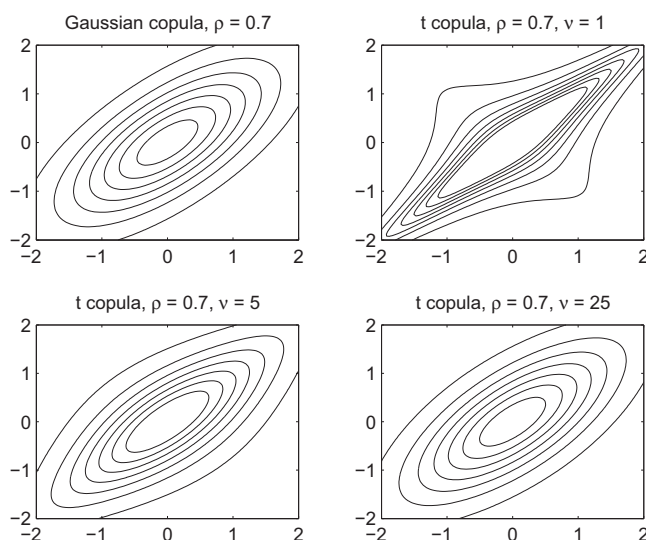 Gaussian copula, ρ = 0.7
2
1
0
−1
−2
−2 −1 0 1 2
t copula, ρ = 0.7, ν = 1
2
1
0
−1
−2
−2 −1 0 1 2
t copula, ρ = 0.7, ν = 5
2
1
0
−1
−2
−2 −1 0 1 2
t copula, ρ = 0.7, ν = 25
2
1
0
−1
−2
−2 −1 0 1 2